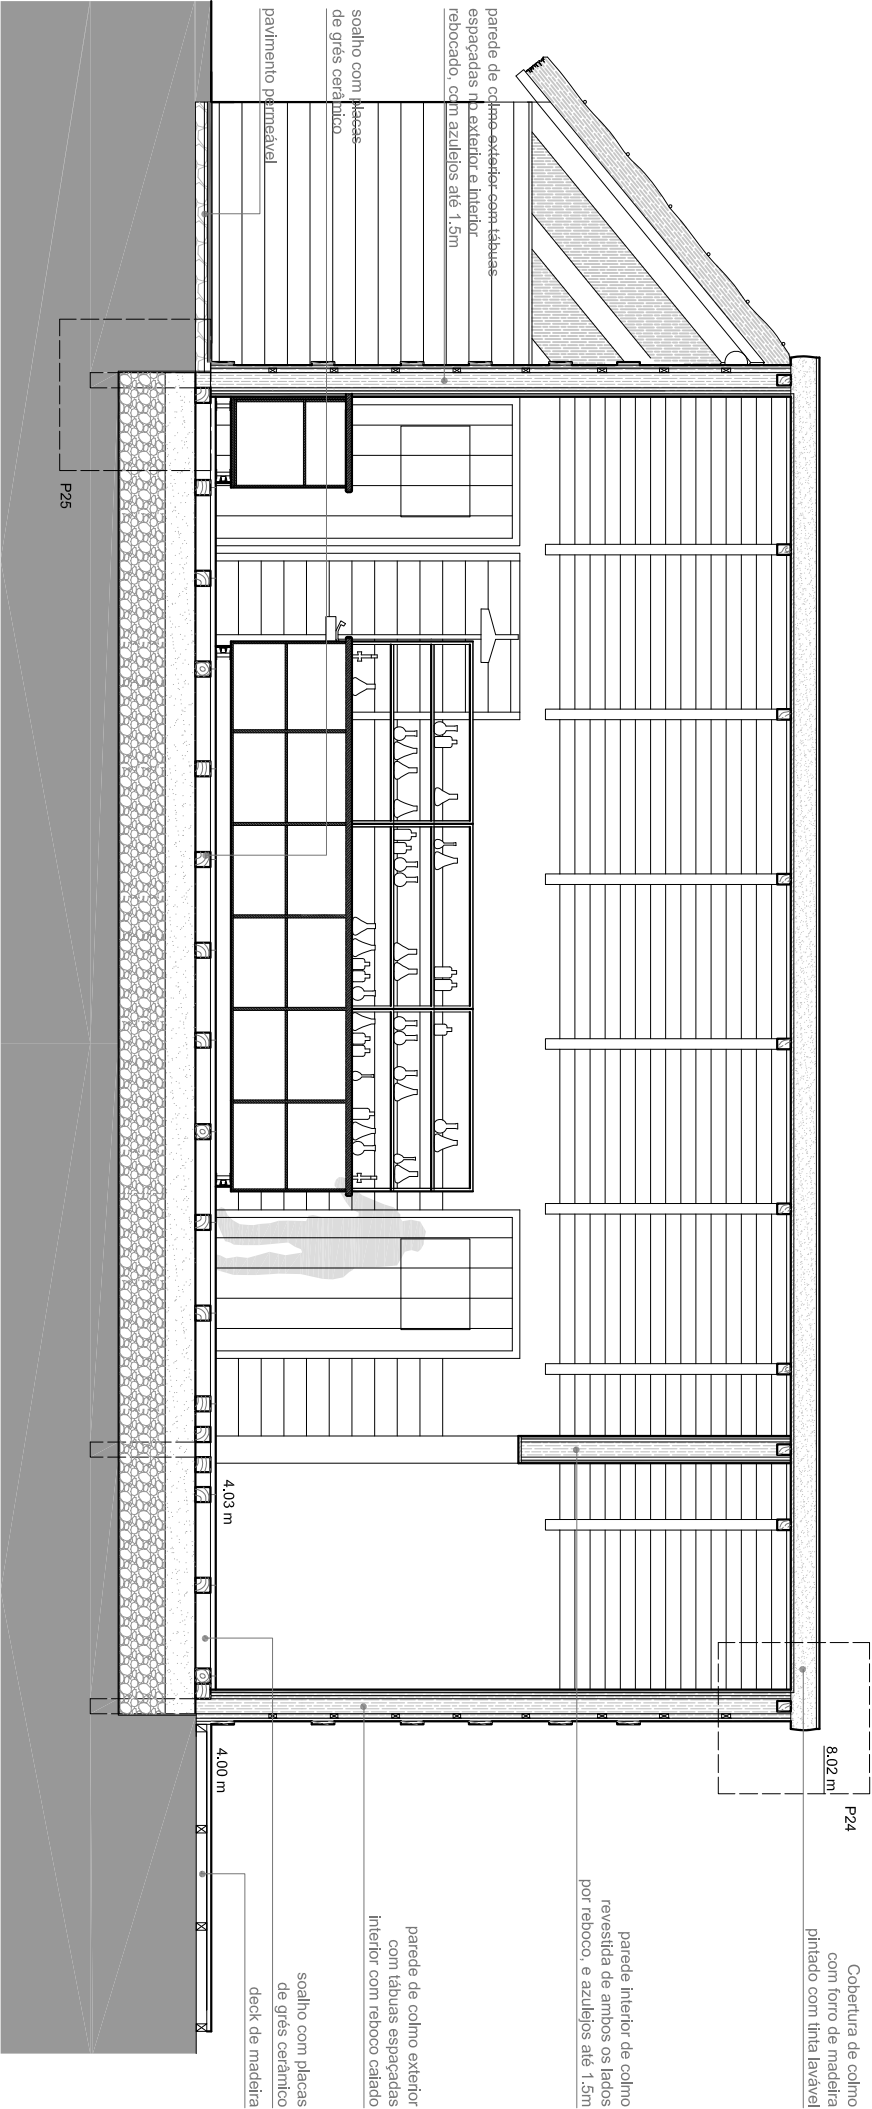 parede de colmo exterior com tábuas
espaçadas no exterior e interior
rebocado, com azulejos até 1.5m
soalho com placas
de grés cerâmico
pavimento permeável
P25
4.03 m
4.00 m
8.02 m
P24
Cobertura de colmo
com forro de madeira
pintado com tinta lavável
parede interior de colmo
revestida de ambos os lados
por reboco, e azulejos até 1.5m
parede de colmo exterior
com tábuas espaçadas
interior com reboco caiado
soalho com placas
de grés cerâmico
deck de madeira